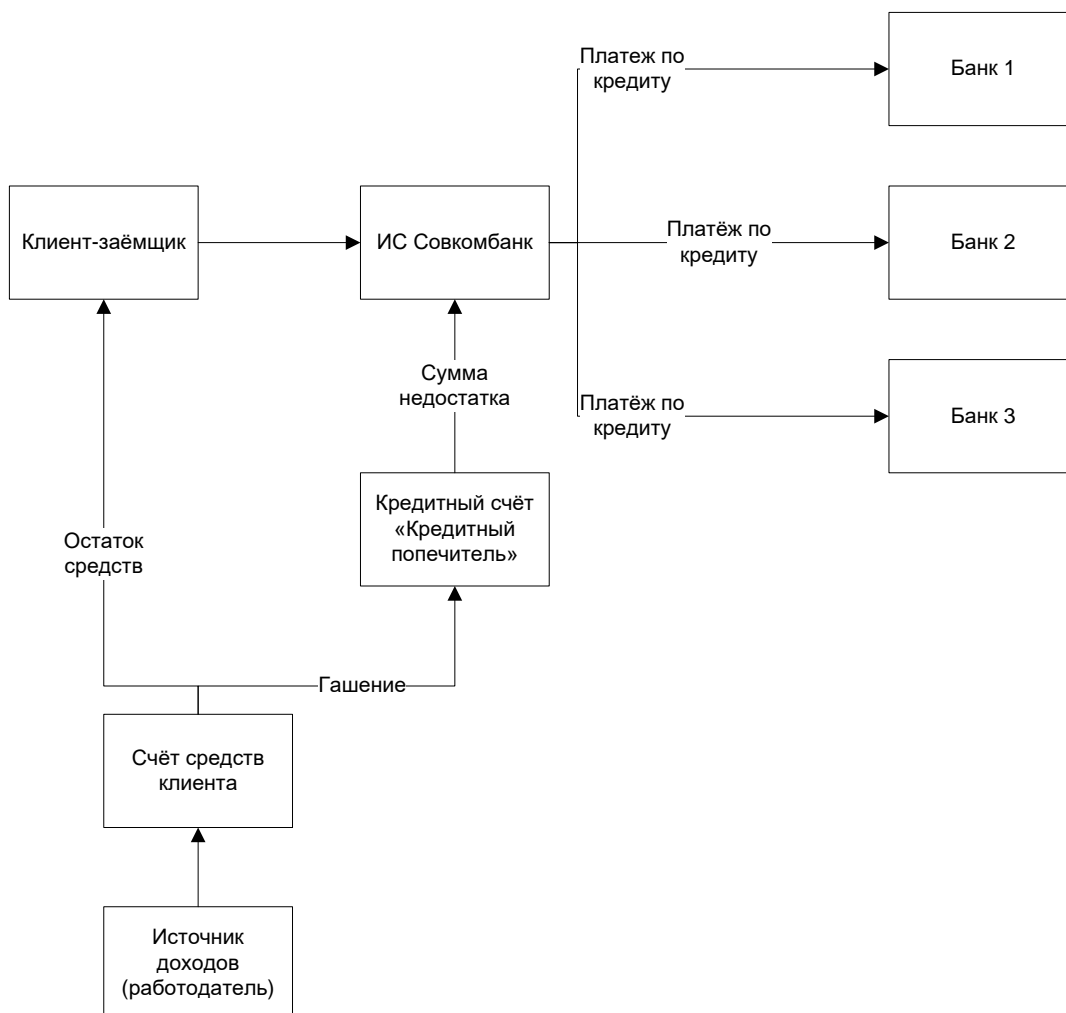 Платеж по
кредиту
Банк 1
Клиент-заёмщик
ИС Совкомбанк
Платёж по
кредиту
Банк 2
Сумма
недостатка
Платёж по
кредиту
Банк 3
Кредитный счёт
«Кредитный
попечитель»
Остаток
средств
Гашение
Счёт средств
клиента
Источник
доходов
(работодатель)